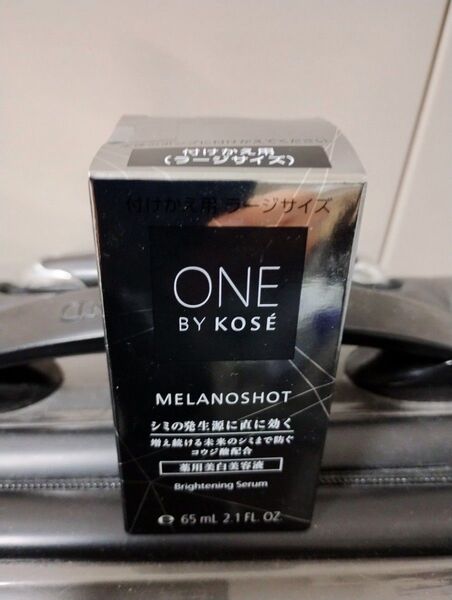 付けかえ用
(ラージサイズ)
付けかえ用 ラージサイズ
ONE
BY KOSÉ
MELANOSHOT
シミの発生源に直に効く
増え続ける未来のシミまで防ぐ
コウジ酸配合
薬用美白美容液
Brightening Serum
65 mL 2.1 FL. OZ.